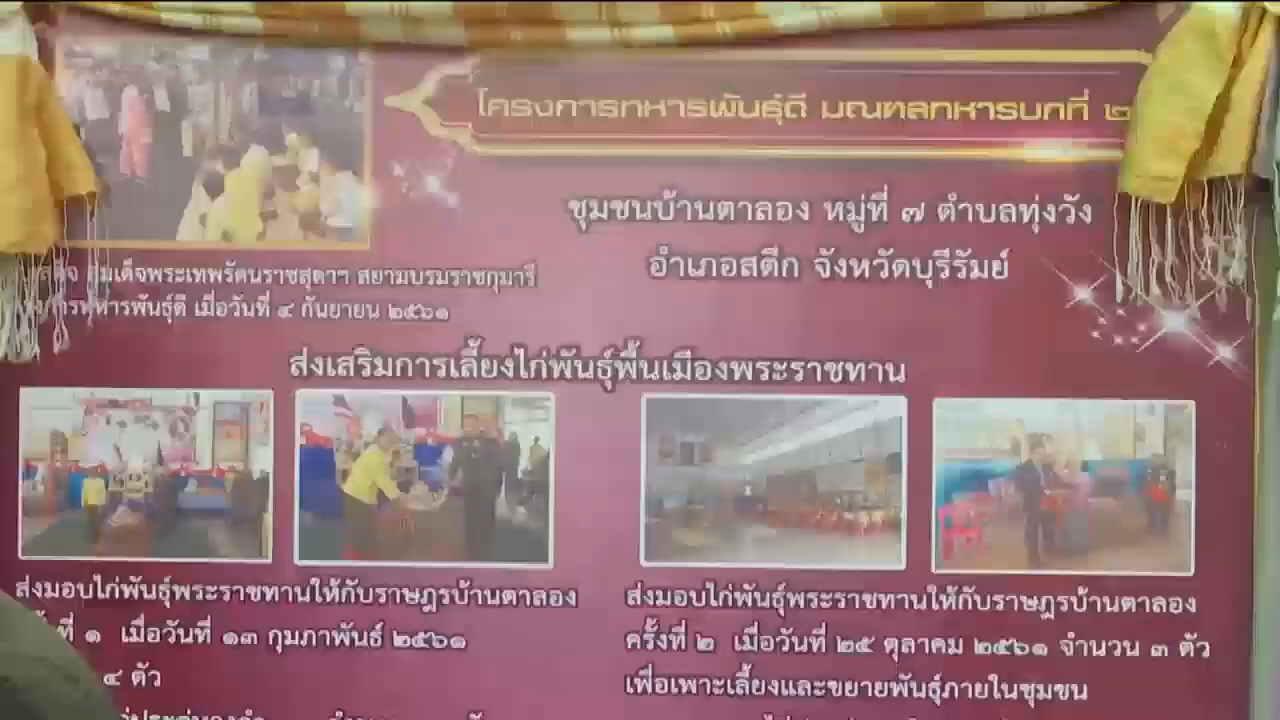 โครงการทหารพันธุ์ดี มณฑลทหารบกที่ ๒
ชุมชนบ้านตาลอง หมู่ที่ ๗ ตำบลทุ่งวัง
อำเภอสตึก จังหวัดบุรีรัมย์
สมเด็จพระเทพรัตนราชสุดาฯ สยามบรมราชกุมารี
ทหารพันธุ์ดี เมื่อวันที่ ๔ กันยายน ๒๕๖๑
ส่งเสริมการเลี้ยงไก่พันธุ์พื้นเมืองพระราชทาน
ส่งมอบไก่พันธุ์พระราชทานให้กับราษฎรบ้านตาลอง
ที่ ๑ เมื่อวันที่ ๑๓ กุมภาพันธ์ ๒๕๖๑
๔ ตัว
ส่งมอบไก่พันธุ์พระราชทานให้กับราษฎรบ้านตาลอง
ครั้งที่ ๒ เมื่อวันที่ ๒๕ ตุลาคม ๒๕๖๑ จำนวน ๓ ตัว
เพื่อเพาะเลี้ยงและขยายพันธุ์ภายในชุมชน